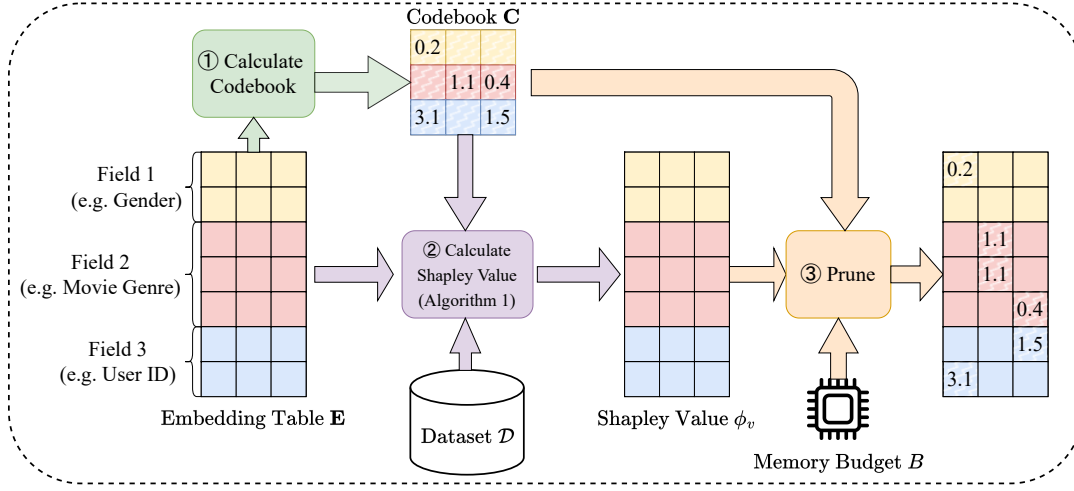 Codebook C
① Calculate
Codebook
0.2
1.1 0.4
3.1 1.5
Field 1
(e.g. Gender)
Field 2
(e.g. Movie Genre)
Field 3
(e.g. User ID)
Embedding Table E
② Calculate
Shapley Value
(Algorithm 1)
Dataset 𝒟
Shapley Value ϕᵥ
③ Prune
Memory Budget B
0.2
1.1
1.1
0.4
1.5
3.1